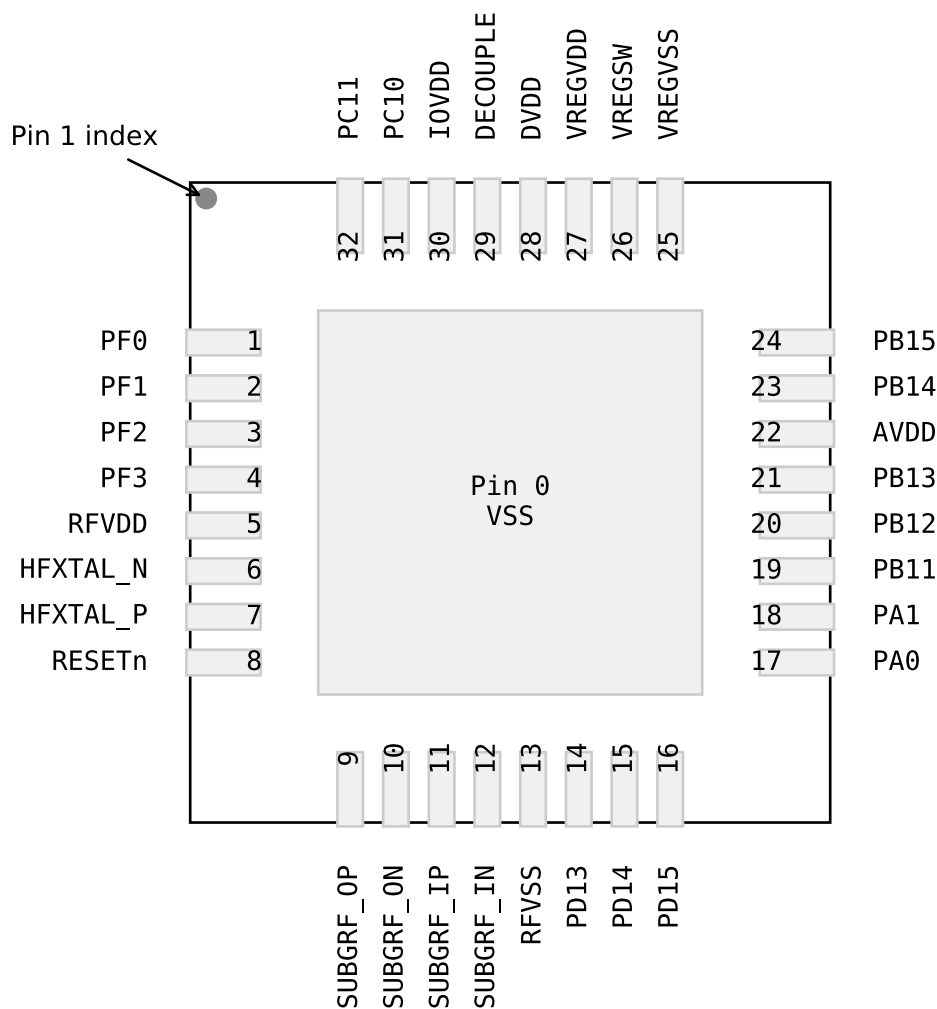 PC11 PC10 IOVDD DECOUPLE DVDD VREGVDD VREGSW VREGVSS
Pin 1 index
32 31 30 29 28 27 26 25
PF0 1 24 PB15
PF1 2 23 PB14
PF2 3 22 AVDD
PF3 4 21 PB13
Pin 0
VSS
RFVDD 5 20 PB12
HFXTAL_N 6 19 PB11
HFXTAL_P 7 18 PA1
RESETn 8 17 PA0
9 10 11 12 13 14 15 16
SUBGRF_OP SUBGRF_ON SUBGRF_IP SUBGRF_IN RFVSS PD13 PD14 PD15